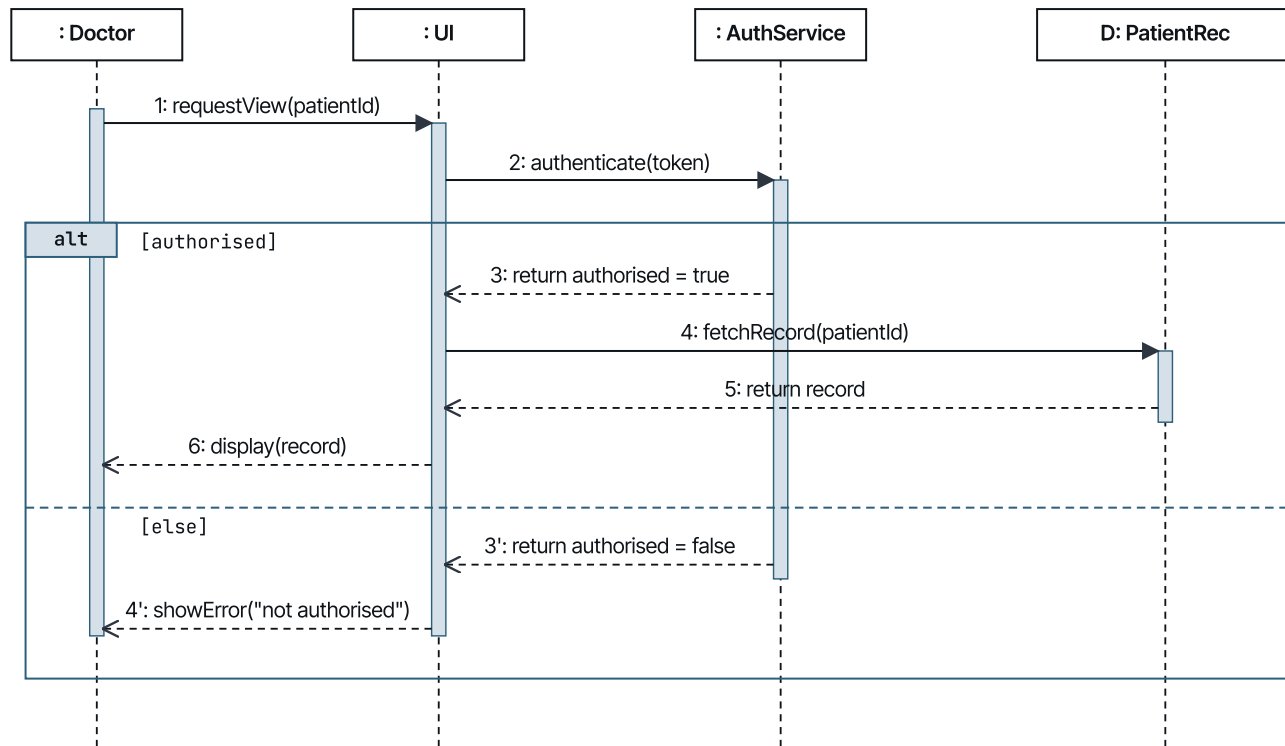 : Doctor
: UI
: AuthService
D: PatientRec
1: requestView(patientId)
2: authenticate(token)
alt
[authorised]
3: return authorised = true
4: fetchRecord(patientId)
5: return record
6: display(record)
[else]
3': return authorised = false
4': showError("not authorised")